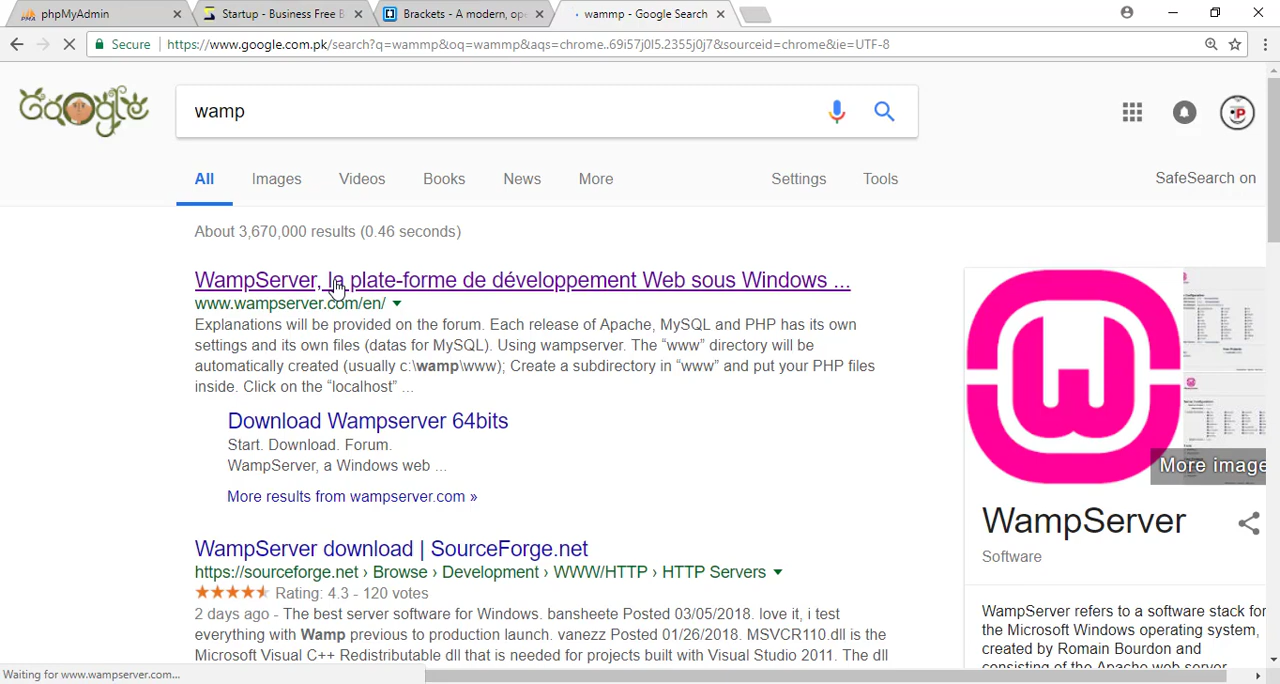 phpMyAdmin
Startup - Business Free B
Brackets - A modern, ope
wammp - Google Search
Secure
https://www.google.com.pk/search?q=wammp&oq=wammp&aqs=chrome..69i57j0l5.2355j0j7&sourceid=chrome&ie=UTF-8
Google
wamp
All Images Videos Books News More Settings Tools
SafeSearch on
About 3,670,000 results (0.46 seconds)
WampServer, la plate-forme de développement Web sous Windows ...
www.wampserver.com/en/
Explanations will be provided on the forum. Each release of Apache, MySQL and PHP has its own
settings and its own files (datas for MySQL). Using wampserver. The “www” directory will be
automatically created (usually c:\wamp\www); Create a subdirectory in “www” and put your PHP files
inside. Click on the “localhost” ...
Download Wampserver 64bits
Start. Download. Forum.
WampServer, a Windows web ...
More results from wampserver.com »
WampServer download | SourceForge.net
https://sourceforge.net › Browse › Development › WWW/HTTP › HTTP Servers
Rating: 4.3 - 120 votes
2 days ago - The best server software for Windows. bansheete Posted 03/05/2018. love it, i test
everything with Wamp previous to production launch. vanezz Posted 01/26/2018. MSVCR110.dll is the
Microsoft Visual C++ Redistributable dll that is needed for projects built with Visual Studio 2011. The dll
More image
WampServer
Software
WampServer refers to a software stack for
the Microsoft Windows operating system,
created by Romain Bourdon and
consisting of the Apache web server
Waiting for www.wampserver.com...